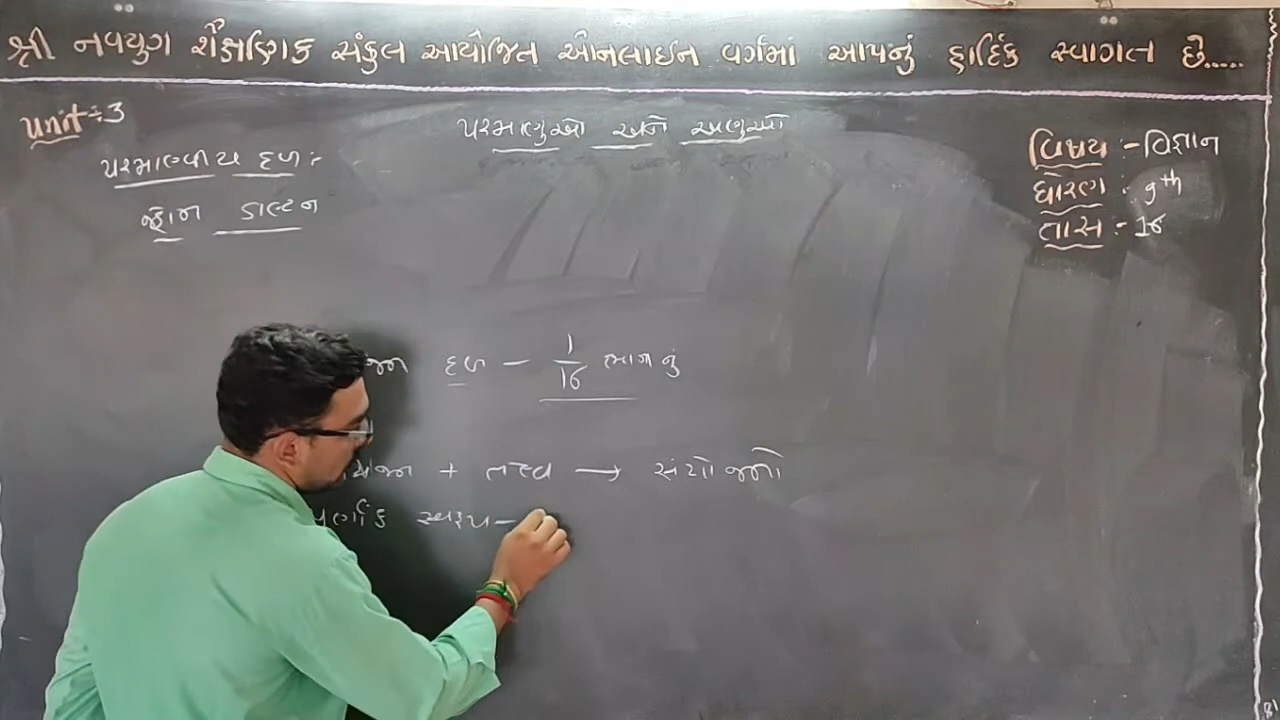 શ્રી નવયુગ શૈક્ષણિક સંકુલ આયોજિત ઓનલાઇન વર્ગમાં આપનું હાર્દિક સ્વાગત છે.....
Unit :- 3
પરમાણુઓ અને અણુઓ
વિષય :- વિજ્ઞાન
ધોરણ : 9th
તાસ :- 16
પરમાણ્વીય દળ :-
જ્હોન ડાલ્ટન
દળ - 1/16 ભાગનું
+ તત્વ → સંયોજનો
પૂર્ણાંક સ્વરૂપ -
81